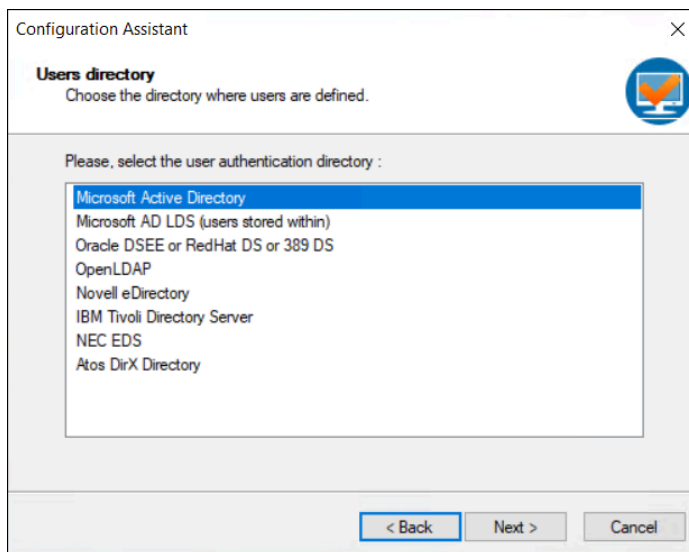 Configuration Assistant
Users directory
Choose the directory where users are defined.
Please, select the user authentication directory :
Microsoft Active Directory
Microsoft AD LDS (users stored within)
Oracle DSEE or RedHat DS or 389 DS
OpenLDAP
Novell eDirectory
IBM Tivoli Directory Server
NEC EDS
Atos DirX Directory
< Back
Next >
Cancel